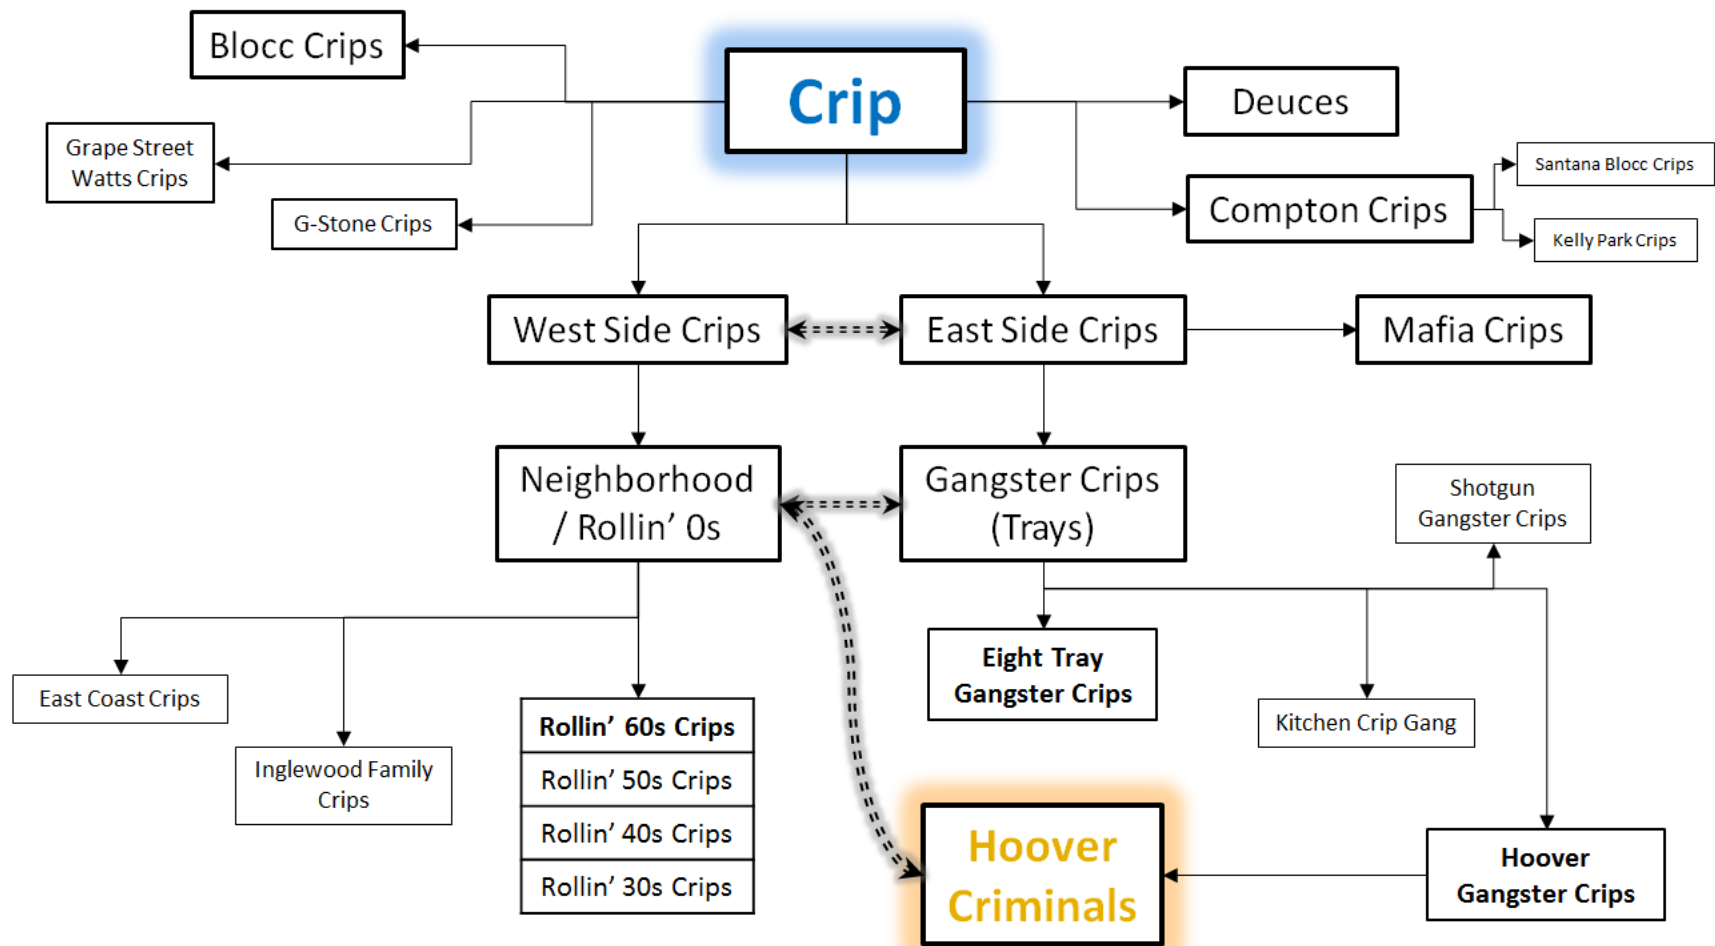 Blocc Crips
Crip
Deuces
Grape Street
Watts Crips
Santana Blocc Crips
G-Stone Crips
Compton Crips
Kelly Park Crips
West Side Crips
East Side Crips
Mafia Crips
Neighborhood
/ Rollin’ 0s
Gangster Crips
(Trays)
Shotgun
Gangster Crips
Eight Tray
Gangster Crips
East Coast Crips
Rollin’ 60s Crips
Kitchen Crip Gang
Inglewood Family
Crips
Rollin’ 50s Crips
Rollin’ 40s Crips
Rollin’ 30s Crips
Hoover
Criminals
Hoover
Gangster Crips